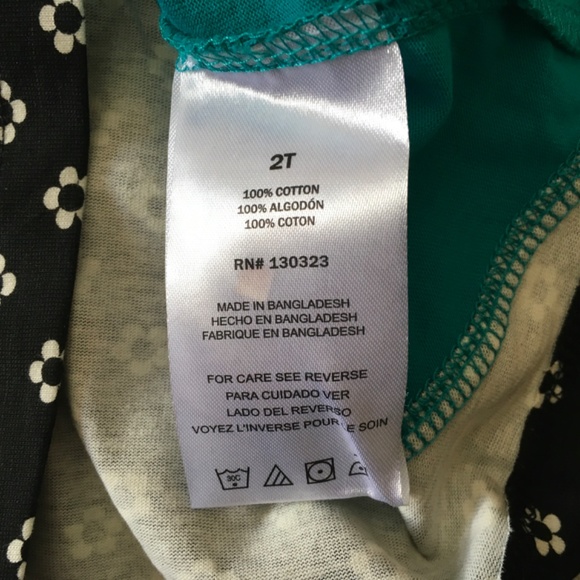 2T
100% COTTON
100% ALGODÓN
100% COTON
RN# 130323
MADE IN BANGLADESH
HECHO EN BANGLADESH
FABRIQUE EN BANGLADESH
FOR CARE SEE REVERSE
PARA CUIDADO VER
LADO DEL REVERSO
VOYEZ L'INVERSE POUR LE SOIN
30C